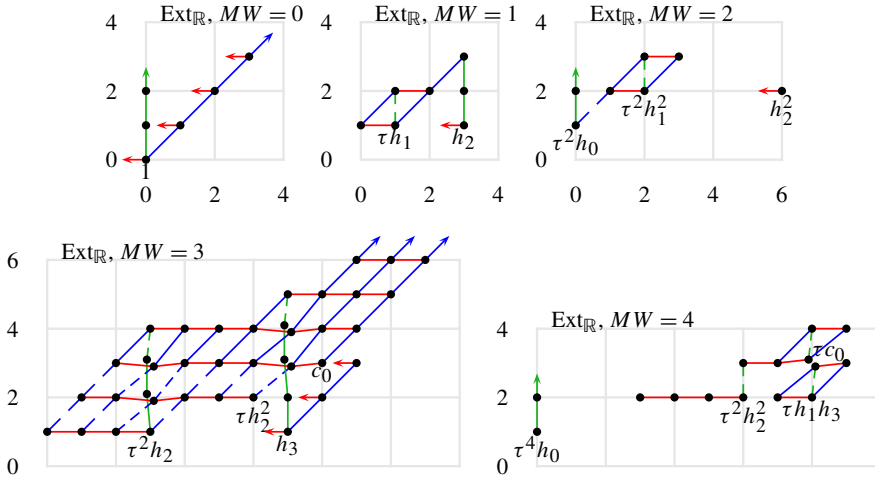 Ext_ℝ, MW = 0
Ext_ℝ, MW = 1
Ext_ℝ, MW = 2
4
2
0
1
0 2 4
4
2
0
τh_1
h_2
0 2 4
4
2
0
τ^2h_0
τ^2h_1^2
h_2^2
0 2 4 6
Ext_ℝ, MW = 3
6
4
2
0
τ^2h_2
τh_2^2
h_3
c_0
Ext_ℝ, MW = 4
4
2
0
τ^4h_0
τ^2h_2^2
τh_1h_3
τc_0